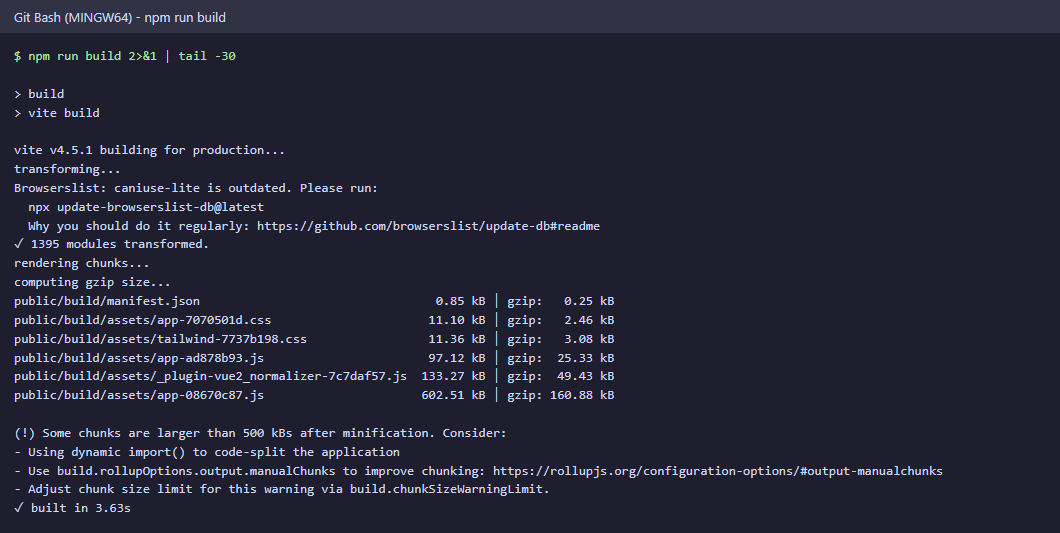 Git Bash (MINGW64) - npm run build
$ npm run build 2>&1 | tail -30
> build
> vite build
vite v4.5.1 building for production...
transforming...
Browserslist: caniuse-lite is outdated. Please run:
  npx update-browserslist-db@latest
  Why you should do it regularly: https://github.com/browserslist/update-db#readme
✓ 1395 modules transformed.
rendering chunks...
computing gzip size...
public/build/manifest.json                                 0.85 kB │ gzip:   0.25 kB
public/build/assets/app-7070501d.css                      11.10 kB │ gzip:   2.46 kB
public/build/assets/tailwind-7737b198.css                 11.36 kB │ gzip:   3.08 kB
public/build/assets/app-ad878b93.js                       97.12 kB │ gzip:  25.33 kB
public/build/assets/_plugin-vue2_normalizer-7c7daf57.js  133.27 kB │ gzip:  49.43 kB
public/build/assets/app-08670c87.js                      602.51 kB │ gzip: 160.88 kB
(!) Some chunks are larger than 500 kBs after minification. Consider:
- Using dynamic import() to code-split the application
- Use build.rollupOptions.output.manualChunks to improve chunking: https://rollupjs.org/configuration-options/#output-manualchunks
- Adjust chunk size limit for this warning via build.chunkSizeWarningLimit.
✓ built in 3.63s